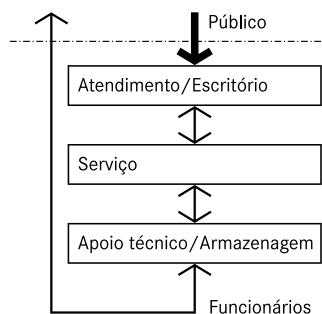 Público
Atendimento/Escritório
Serviço
Apoio técnico/Armazenagem
Funcionários